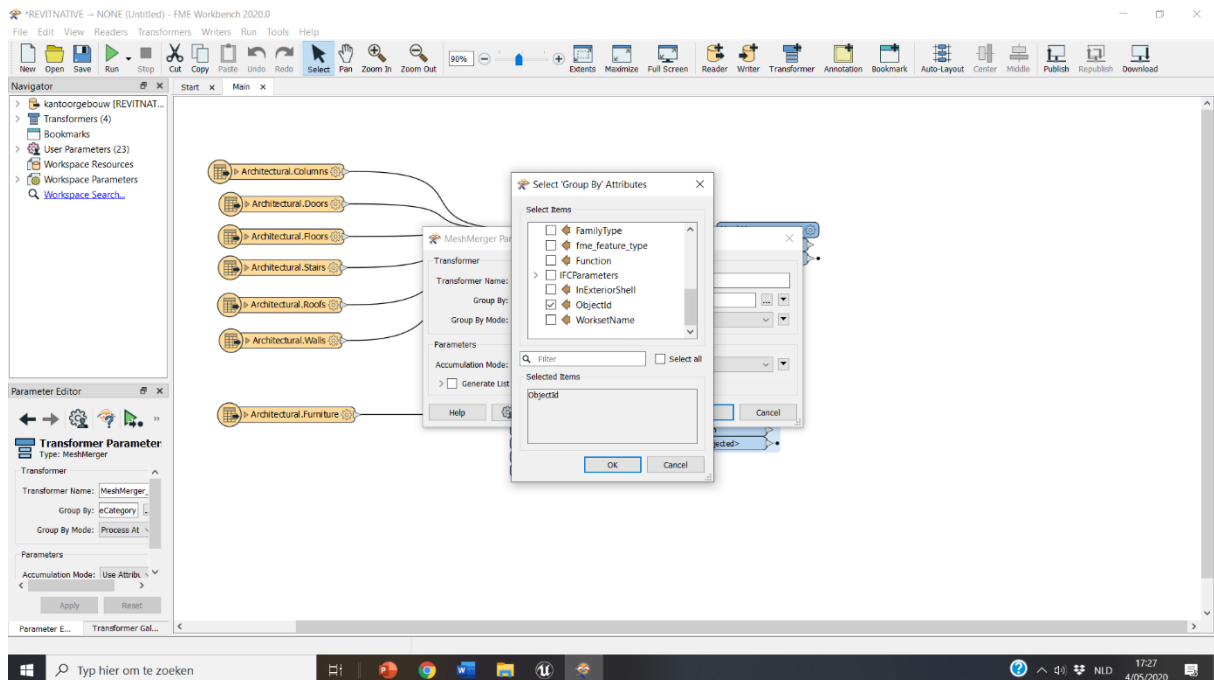 *REVITNATIVE → NONE (Untitled) - FME Workbench 2020.0
File Edit View Readers Transformers Writers Run Tools Help
New Open Save Run Stop Cut Copy Paste Undo Redo Select Pan Zoom In Zoom Out 90% Extents Maximize Full Screen Reader Writer Transformer Annotation Bookmark Auto-Layout Center Middle Publish Republish Download
Navigator
Start Main
kantoorgebouw [REVITNAT...
Transformers (4)
Bookmarks
User Parameters (23)
Workspace Resources
Workspace Parameters
Workspace Search...
Architectural.Columns
Architectural.Doors
Architectural.Floors
Architectural.Stairs
Architectural.Roofs
Architectural.Walls
Architectural.Furniture
MeshMerger Par
Transformer
Transformer Name:
Group By:
...
Group By Mode:
Parameters
Accumulation Mode:
Generate List
Help
Cancel
jected>
Select 'Group By' Attributes
Select Items
FamilyType
fme_feature_type
Function
IFCParameters
InExteriorShell
ObjectId
WorksetName
Filter
Select all
Selected Items
ObjectId
OK Cancel
Parameter Editor
»
Transformer Parameter
Type: MeshMerger
Transformer
Transformer Name: MeshMerger_
Group By: eCategory
Group By Mode: Process At
Parameters
Accumulation Mode: Use Attribu
Apply Reset
Parameter E... Transformer Gal...
Typ hier om te zoeken
NLD
17:27
4/05/2020